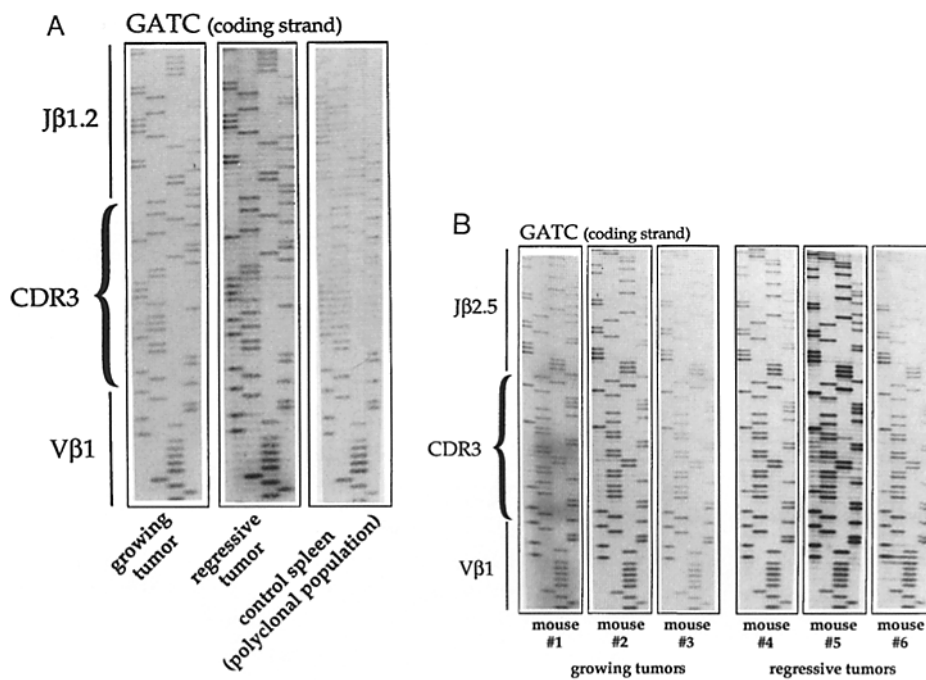 A
GATC (coding strand)
Jβ1.2
CDR3
Vβ1
growing tumor
regressive tumor
control spleen (polyclonal population)
B
GATC (coding strand)
Jβ2.5
CDR3
Vβ1
mouse #1
mouse #2
mouse #3
mouse #4
mouse #5
mouse #6
growing tumors
regressive tumors